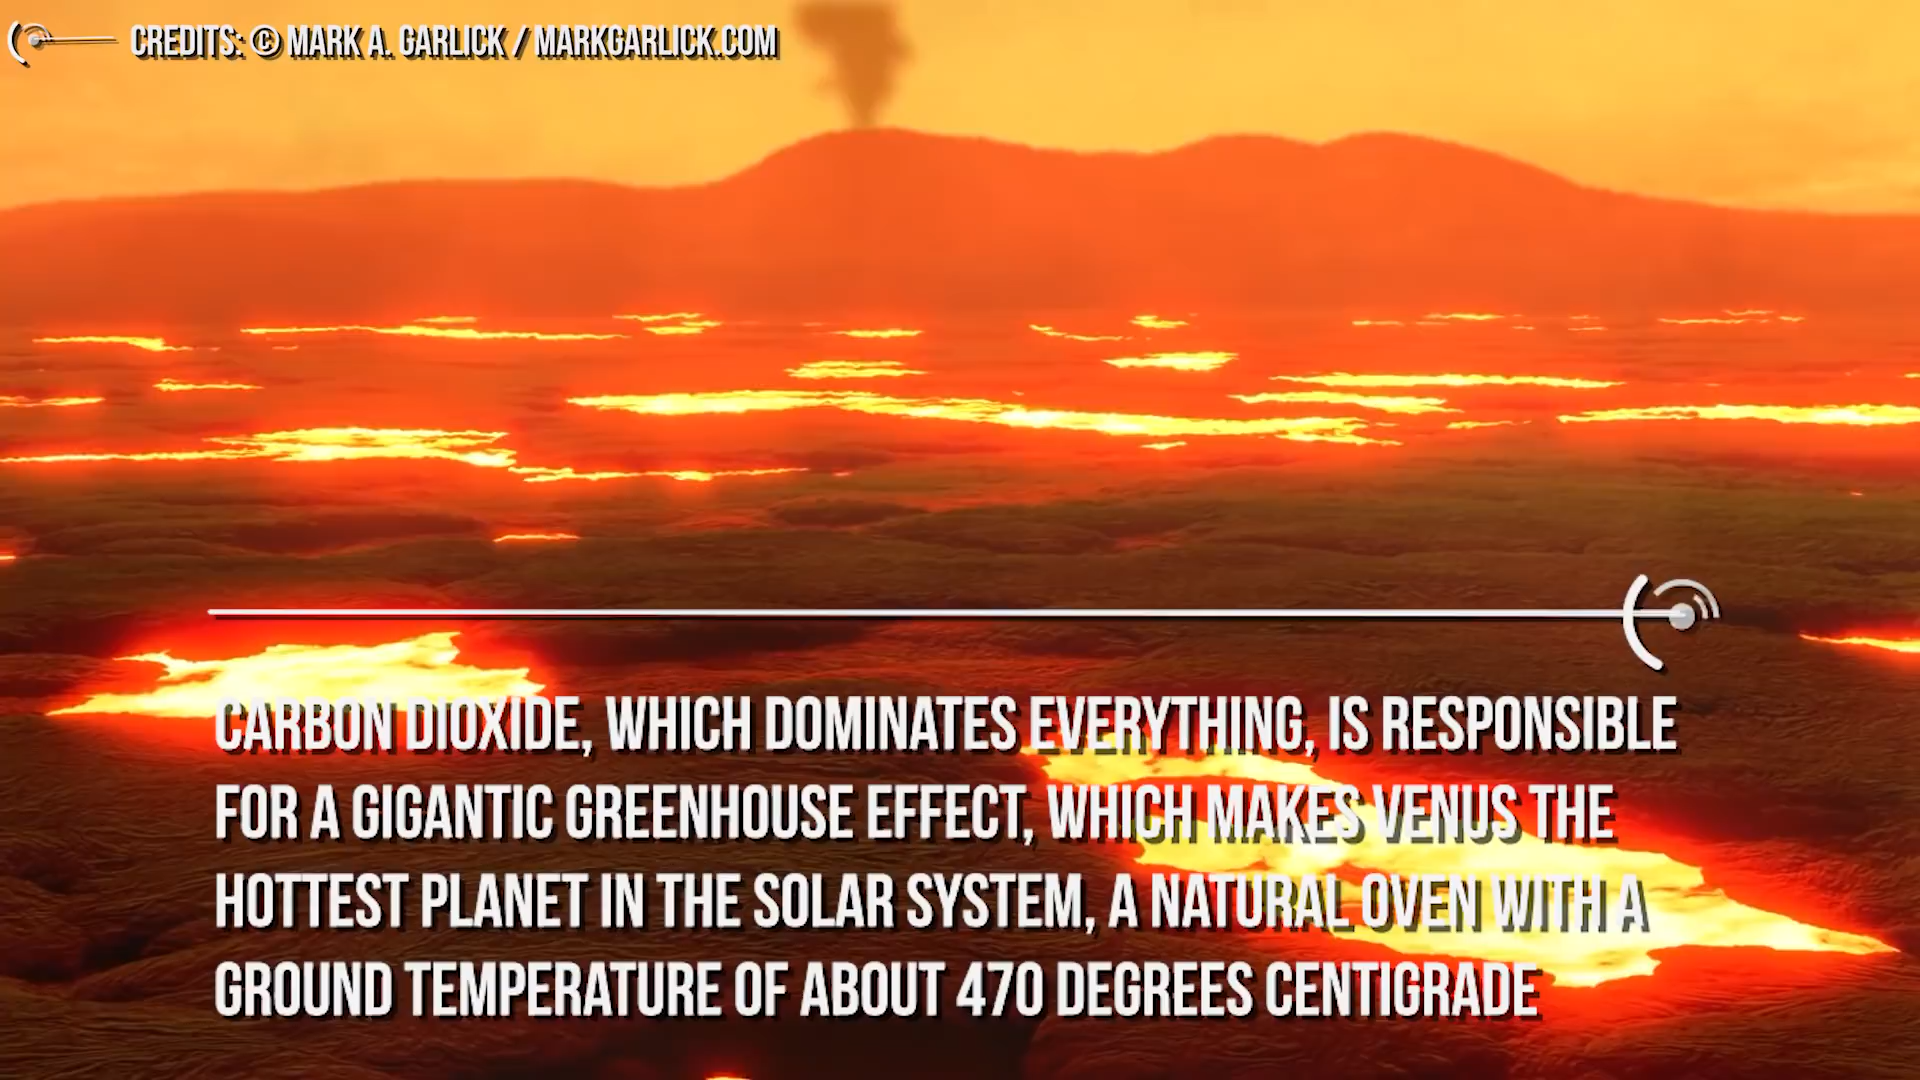 CREDITS: © MARK A. GARLICK / MARKGARLICK.COM
CARBON DIOXIDE, WHICH DOMINATES EVERYTHING, IS RESPONSIBLE
FOR A GIGANTIC GREENHOUSE EFFECT, WHICH MAKES VENUS THE
HOTTEST PLANET IN THE SOLAR SYSTEM, A NATURAL OVEN WITH A
GROUND TEMPERATURE OF ABOUT 470 DEGREES CENTIGRADE